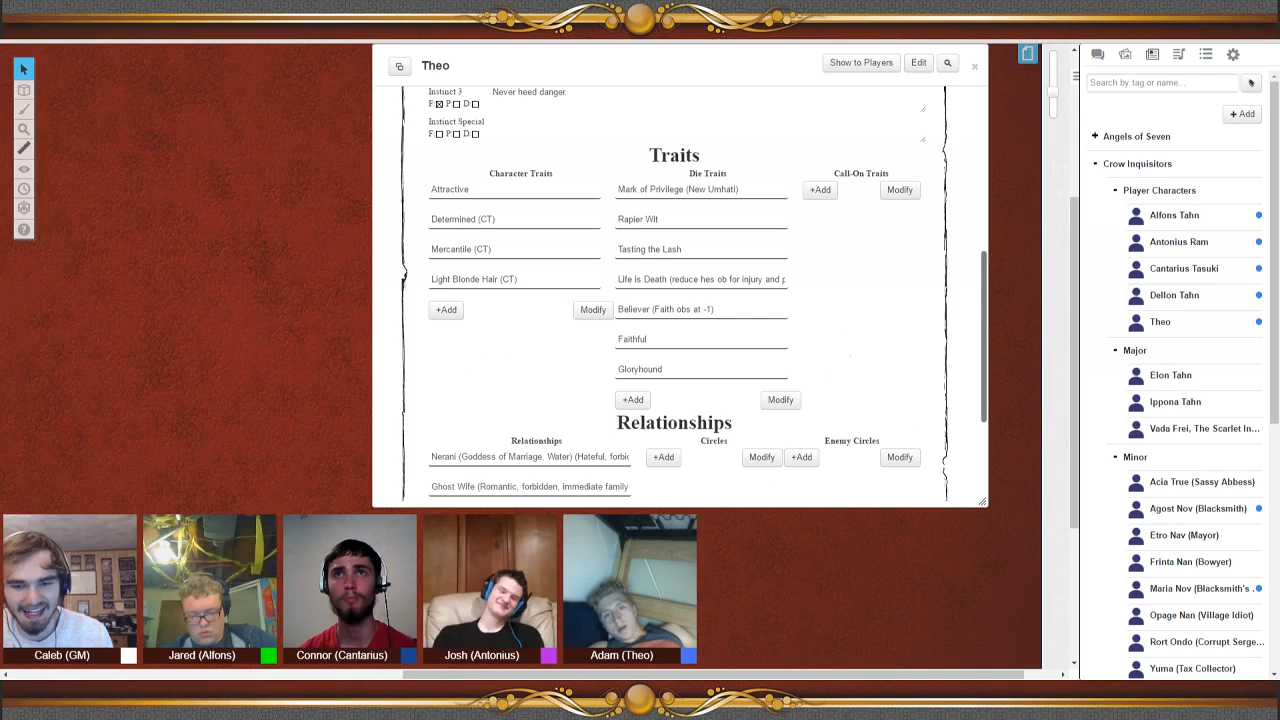 Theo
Show to Players
Edit
Instinct 3 Never heed danger.
F: P: D:
Instinct Special
F: P: D:
Traits
Character Traits Die Traits Call-On Traits
Attractive Mark of Privilege (New Umhati) +Add Modify
Determined (CT) Rapier Wit
Mercantile (CT) Tasting the Lash
Light Blonde Hair (CT) Life is Death (reduce hes ob for injury and p
+Add Modify Believer (Faith obs at -1)
Faithful
Gloryhound
+Add Modify
Relationships
Relationships Circles Enemy Circles
Nerani (Goddess of Marriage, Water) (Hateful, forbi +Add Modify +Add Modify
Ghost Wife (Romantic, forbidden, immediate family
Caleb (GM)
Jared (Alfons)
Connor (Cantarius)
Josh (Antonius)
Adam (Theo)
Search by tag or name...
+ Add
+ Angels of Seven
- Crow Inquisitors
- Player Characters
Alfons Tahn
Antonius Ram
Cantarius Tasuki
Dellon Tahn
Theo
- Major
Elon Tahn
Ippona Tahn
Vada Frei, The Scarlet In...
- Minor
Acia True (Sassy Abbess)
Agost Nov (Blacksmith)
Etro Nav (Mayor)
Frinta Nan (Bowyer)
Maria Nov (Blacksmith's ..
Opage Nan (Village Idiot)
Rort Ondo (Corrupt Serge...
Yuma (Tax Collector)